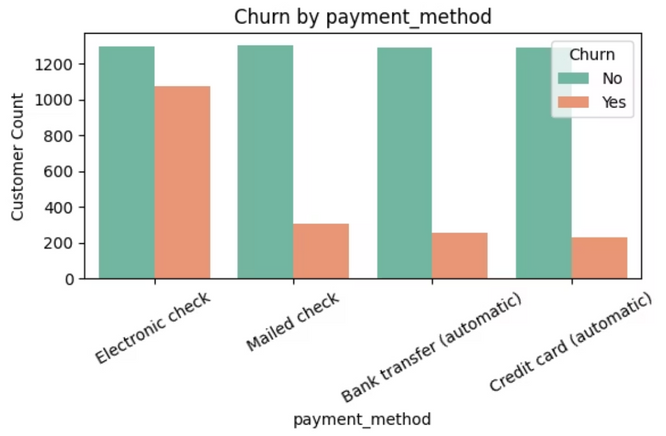 Churn by payment_method
Customer Count
1200
1000
800
600
400
200
0
Churn
No
Yes
Electronic check
Mailed check
Bank transfer (automatic)
Credit card (automatic)
payment_method